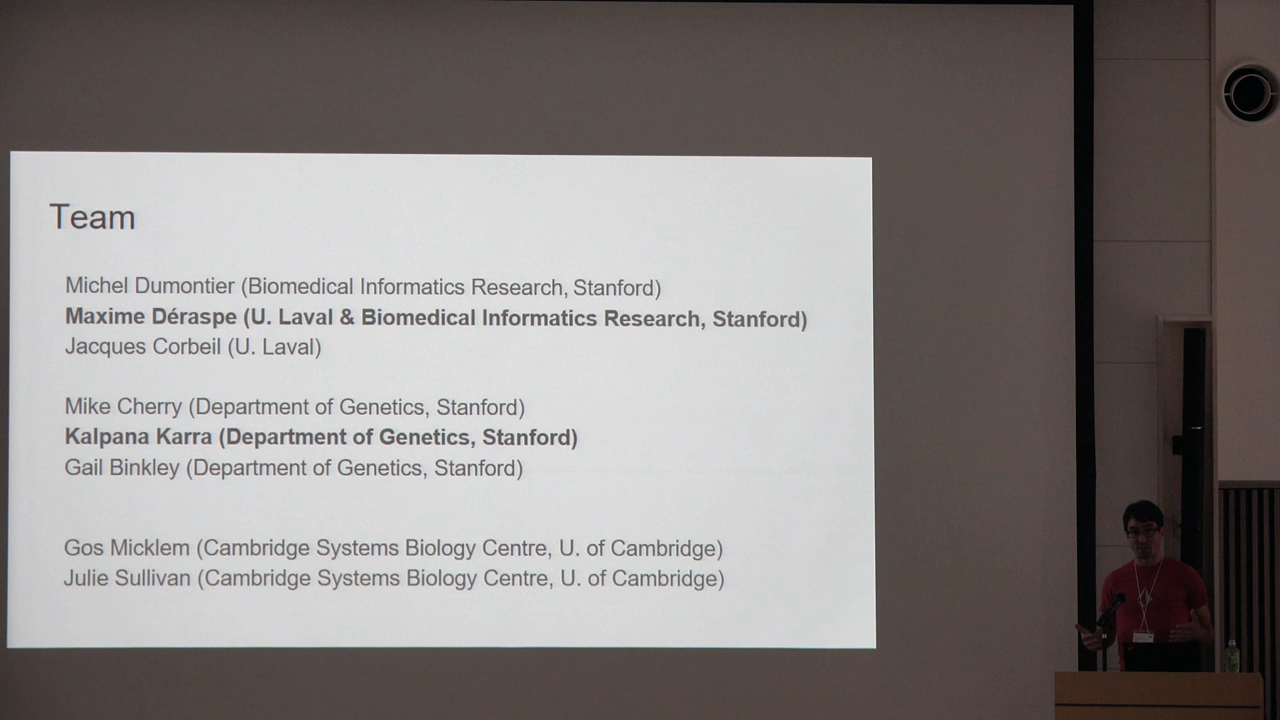 Team
Michel Dumontier (Biomedical Informatics Research, Stanford)
Maxime Déraspe (U. Laval & Biomedical Informatics Research, Stanford)
Jacques Corbeil (U. Laval)
Mike Cherry (Department of Genetics, Stanford)
Kalpana Karra (Department of Genetics, Stanford)
Gail Binkley (Department of Genetics, Stanford)
Gos Micklem (Cambridge Systems Biology Centre, U. of Cambridge)
Julie Sullivan (Cambridge Systems Biology Centre, U. of Cambridge)